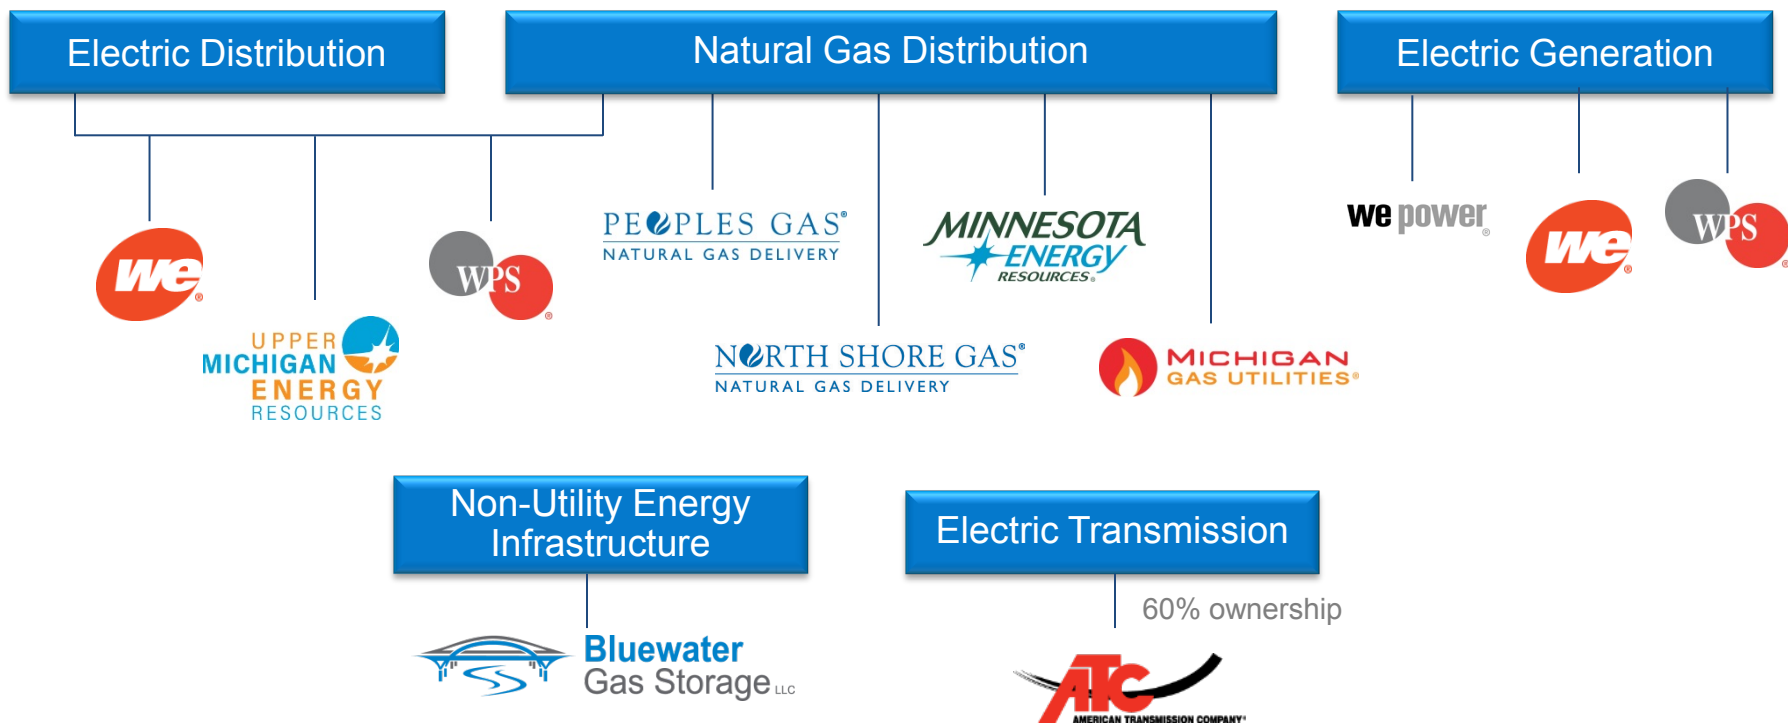 Electric Distribution
Natural Gas Distribution
Electric Generation
we®
UPPER
MICHIGAN
ENERGY
RESOURCES
WPS®
PEOPLES GAS®
NATURAL GAS DELIVERY
NORTH SHORE GAS®
NATURAL GAS DELIVERY
MINNESOTA
ENERGY
RESOURCES®
MICHIGAN
GAS UTILITIES®
we power®
we®
WPS®
Non-Utility Energy
Infrastructure
Bluewater
Gas Storage LLC
Electric Transmission
60% ownership
ATC
AMERICAN TRANSMISSION COMPANY®